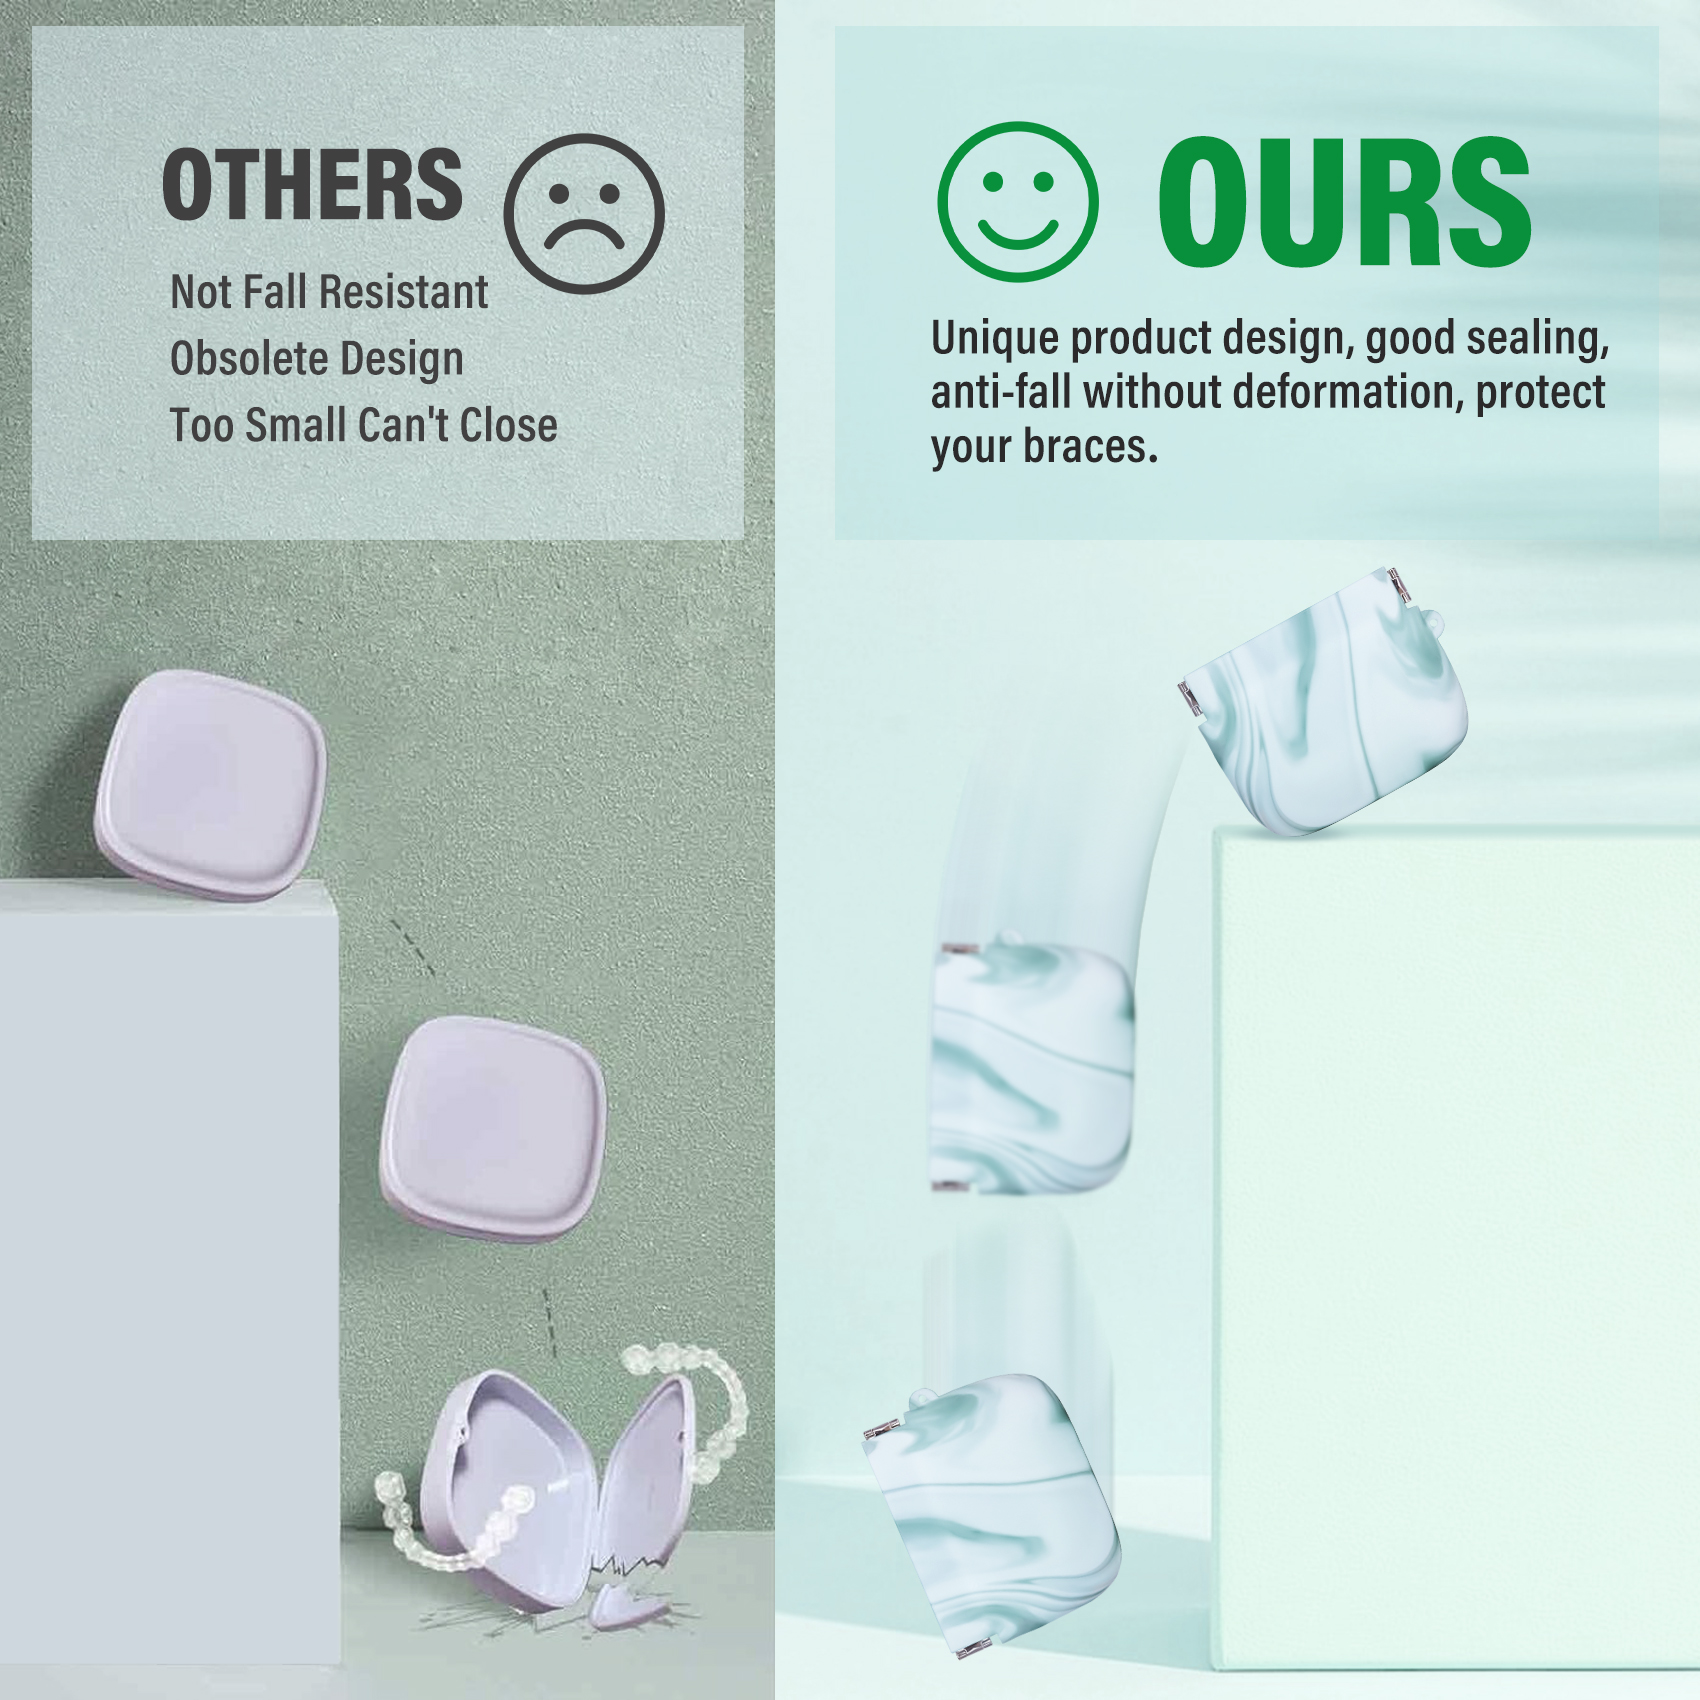 OTHERS
Not Fall Resistant
Obsolete Design
Too Small Can't Close
OURS
Unique product design, good sealing,
anti-fall without deformation, protect
your braces.